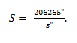 S = 206265" / s".